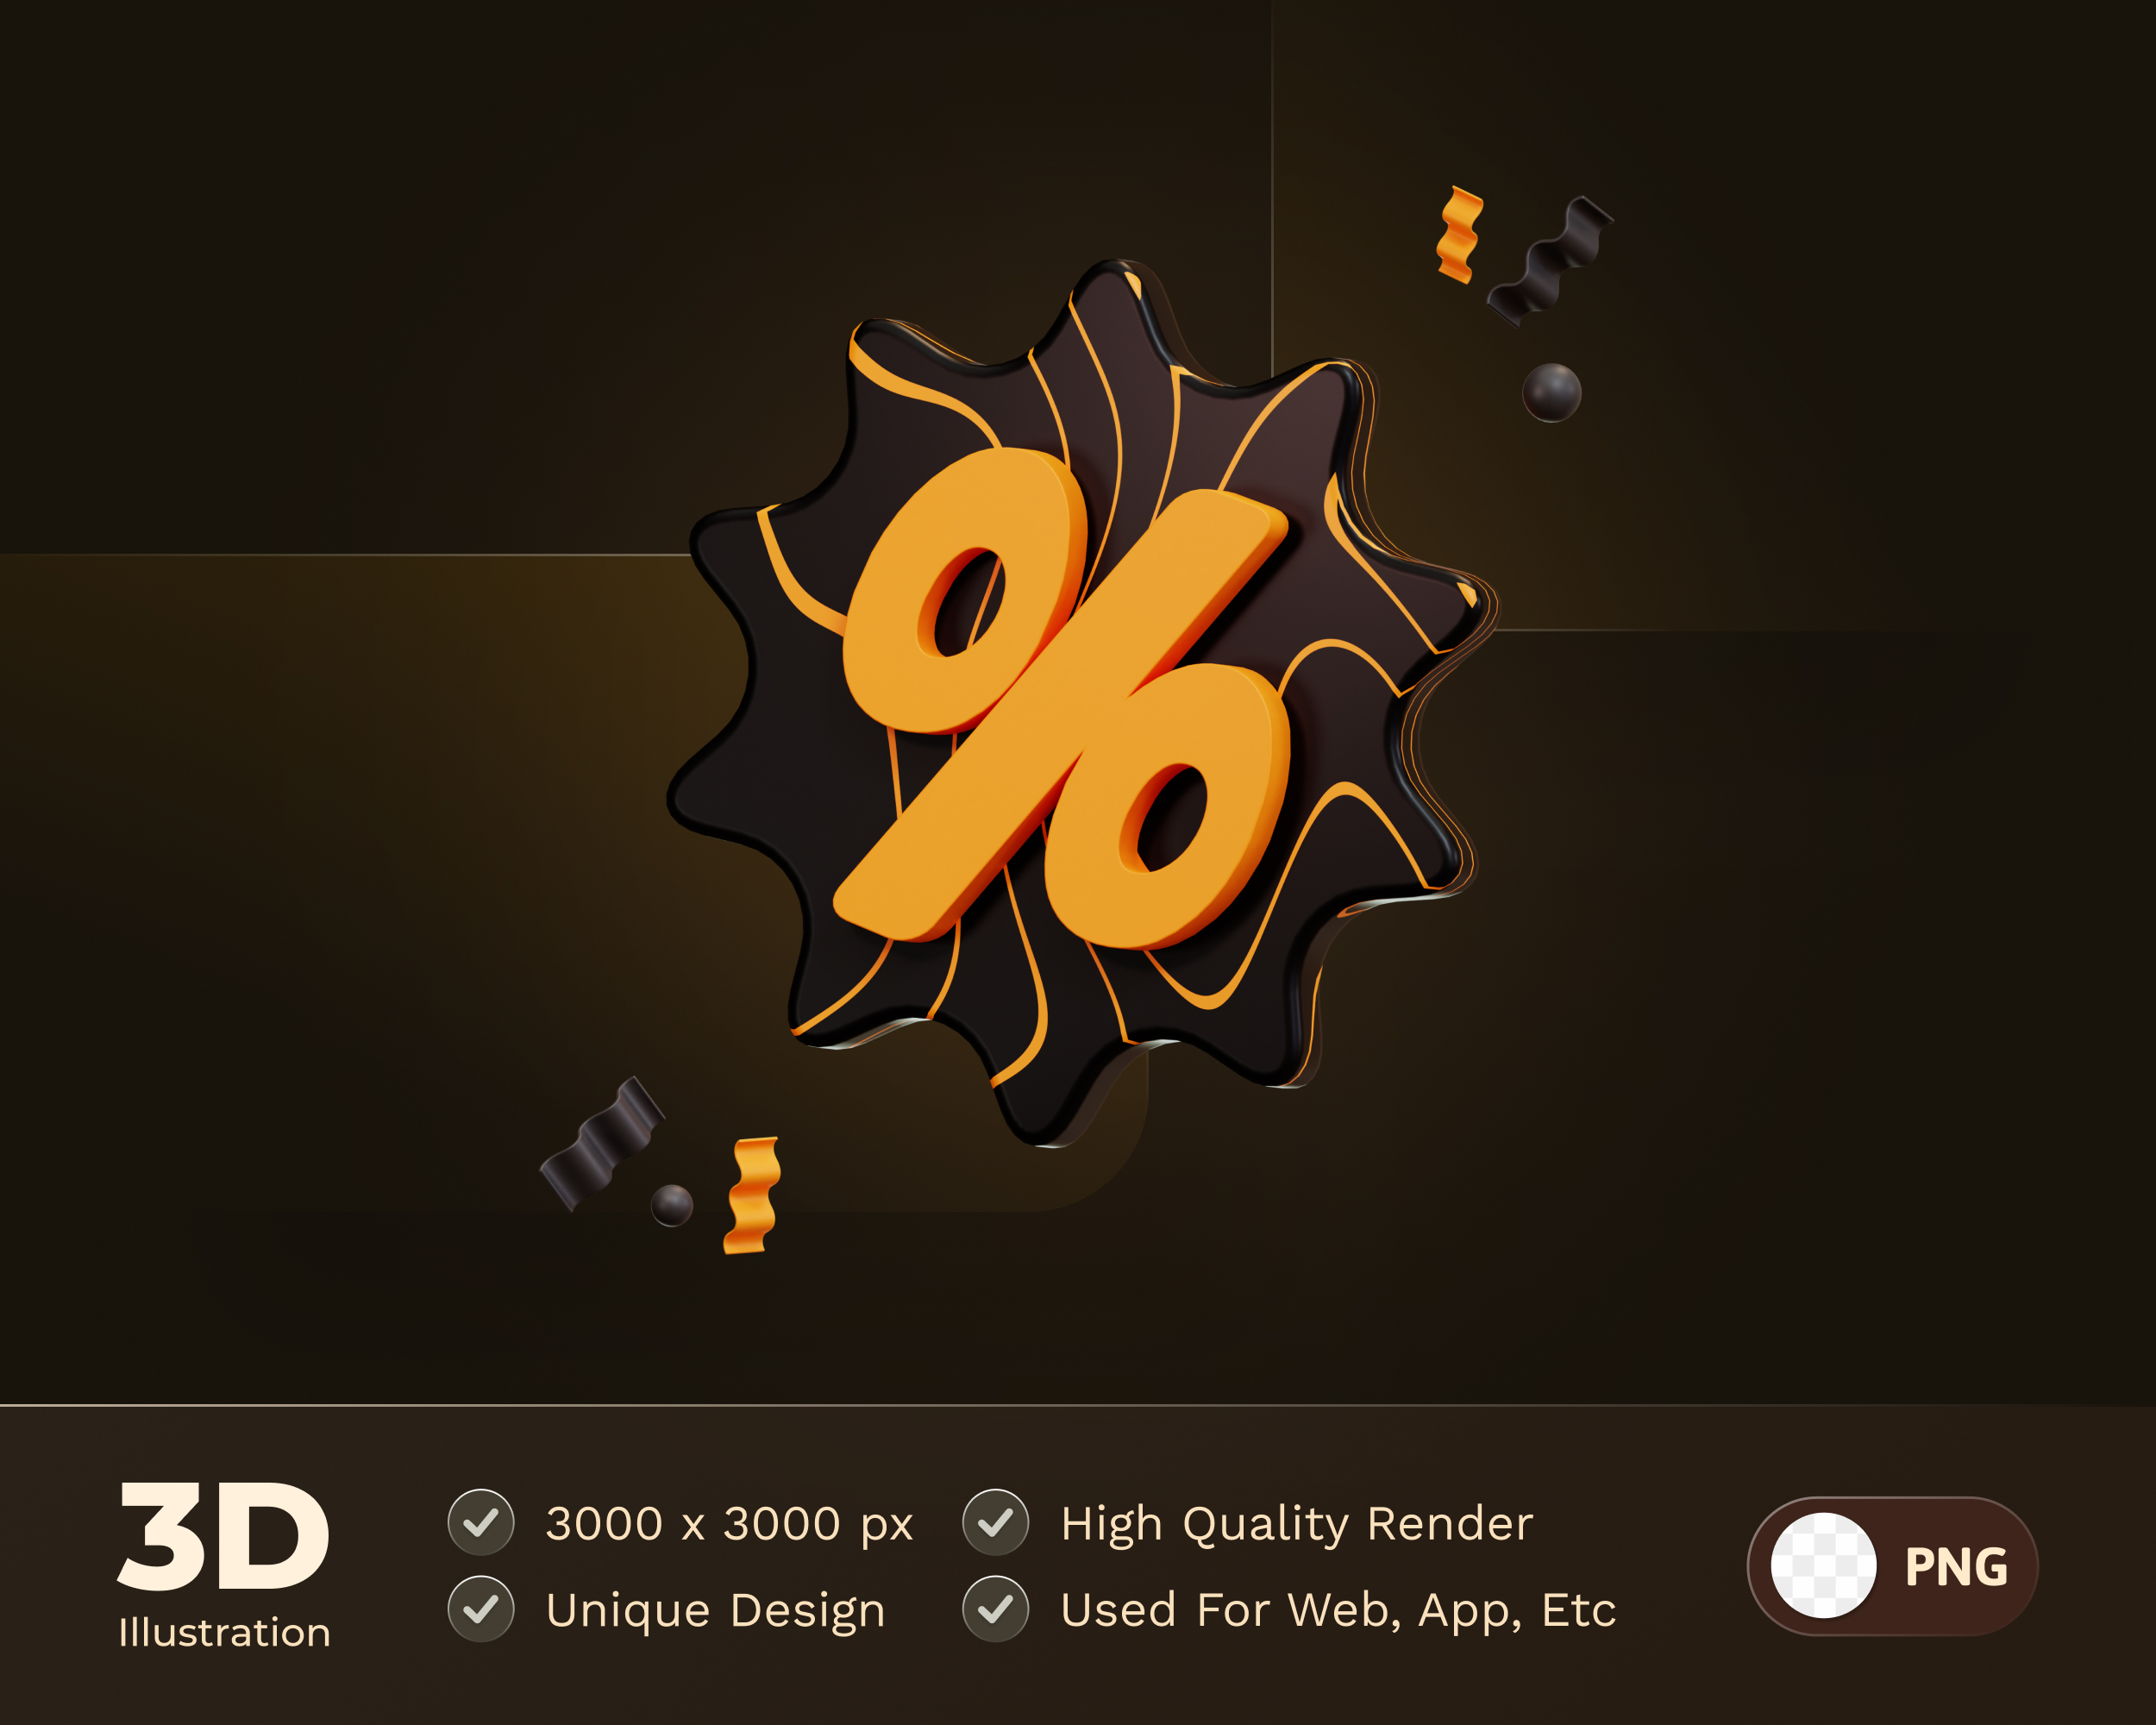 %
3D
Illustration
3000 x 3000 px
Unique Design
High Quality Render
Used For Web, App, Etc
PNG